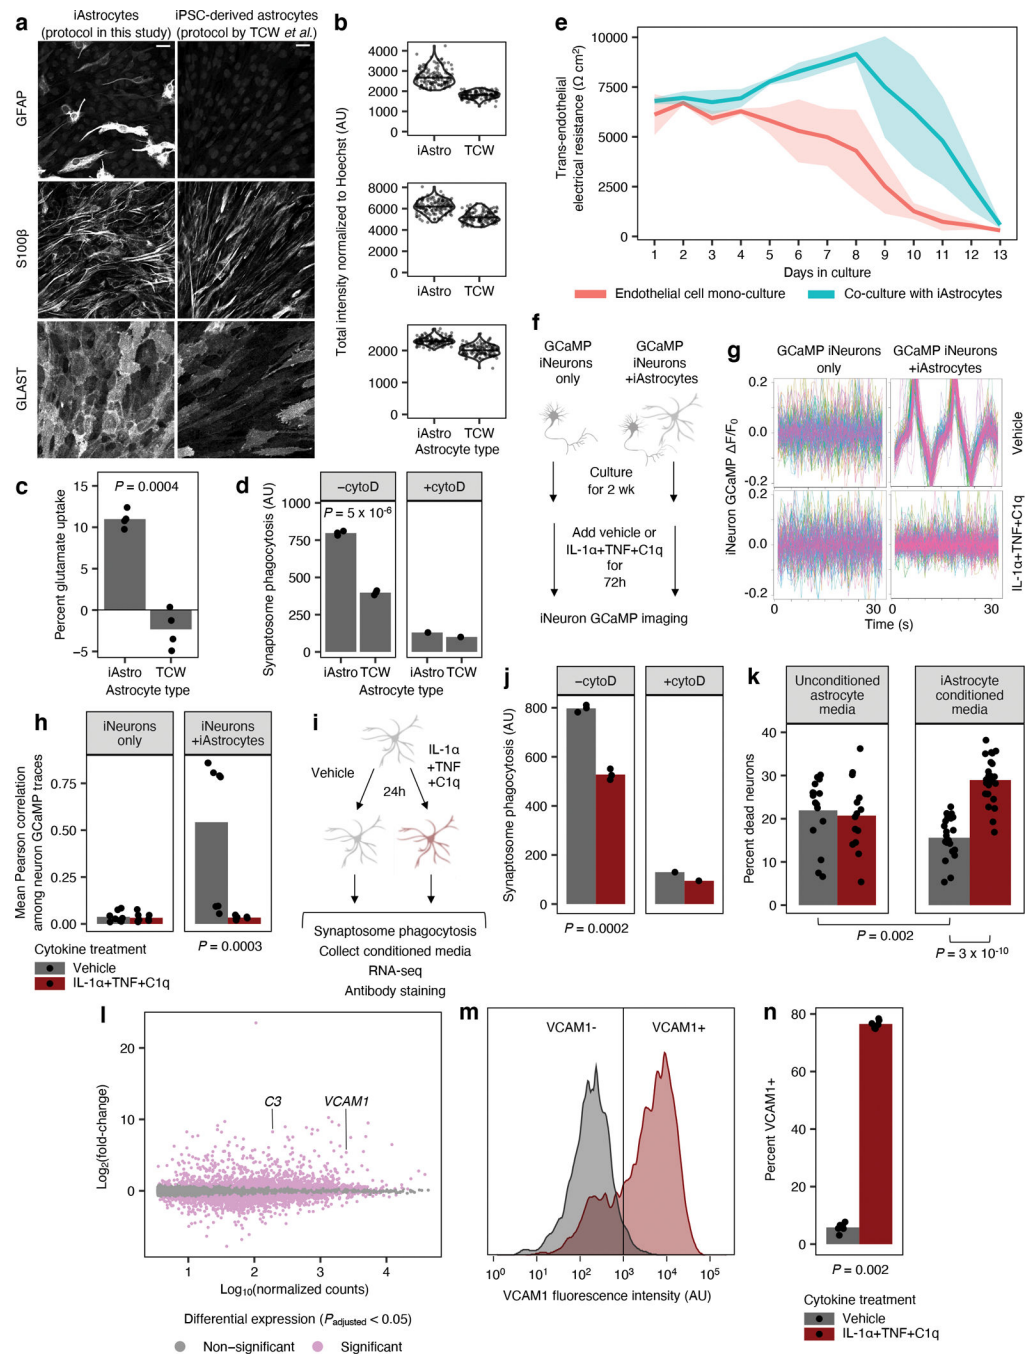 a
iAstrocytes
(protocol in this study)
iPSC-derived astrocytes
(protocol by TCW et al.)
GFAP
S100β
GLAST
b
Total intensity normalized to Hoechst (AU)
4000
3000
2000
1000
0
iAstro TCW
8000
6000
4000
2000
0
iAstro TCW
2000
1000
0
iAstro TCW
Astrocyte type
c
P = 0.0004
Percent glutamate uptake
10
5
0
−5
iAstro TCW
Astrocyte type
d
−cytoD
+cytoD
P = 5 x 10-6
Synaptosome phagocytosis (AU)
1000
750
500
250
0
iAstro TCW iAstro TCW
Astrocyte type
e
Trans-endothelial
electrical resistance (Ω cm2)
10000
7500
5000
2500
0
1 2 3 4 5 6 7 8 9 10 11 12 13
Days in culture
Endothelial cell mono-culture
Co-culture with iAstrocytes
f
GCaMP
iNeurons
only
GCaMP
iNeurons
+iAstrocytes
Culture
for 2 wk
Add vehicle or
IL-1α+TNF+C1q
for
72h
iNeuron GCaMP imaging
g
GCaMP iNeurons
only
GCaMP iNeurons
+iAstrocytes
iNeuron GCaMP ΔF/F0
0.2
0.0
-0.2
0.2
0.0
-0.2
Vehicle
IL-1α+TNF+C1q
0 30 0 30
Time (s)
h
iNeurons
only
iNeurons
+iAstrocytes
Mean Pearson correlation
among neuron GCaMP traces
0.75
0.50
0.25
0.00
P = 0.0003
Cytokine treatment
Vehicle
IL-1α+TNF+C1q
i
Vehicle
24h
IL-1α
+TNF
+C1q
Synaptosome phagocytosis
Collect conditioned media
RNA-seq
Antibody staining
j
−cytoD
+cytoD
Synaptosome phagocytosis (AU)
800
600
400
200
0
P = 0.0002
k
Unconditioned
astrocyte
media
iAstrocyte
conditioned
media
Percent dead neurons
40
30
20
10
0
P = 0.002
P = 3 x 10-10
l
Log2(fold-change)
20
10
0
C3
VCAM1
1 2 3 4
Log10(normalized counts)
Differential expression (Padjusted < 0.05)
Non-significant
Significant
m
VCAM1-
VCAM1+
100 101 102 103 104 105
VCAM1 fluorescence intensity (AU)
n
Percent VCAM1+
80
60
40
20
0
P = 0.002
Cytokine treatment
Vehicle
IL-1α+TNF+C1q